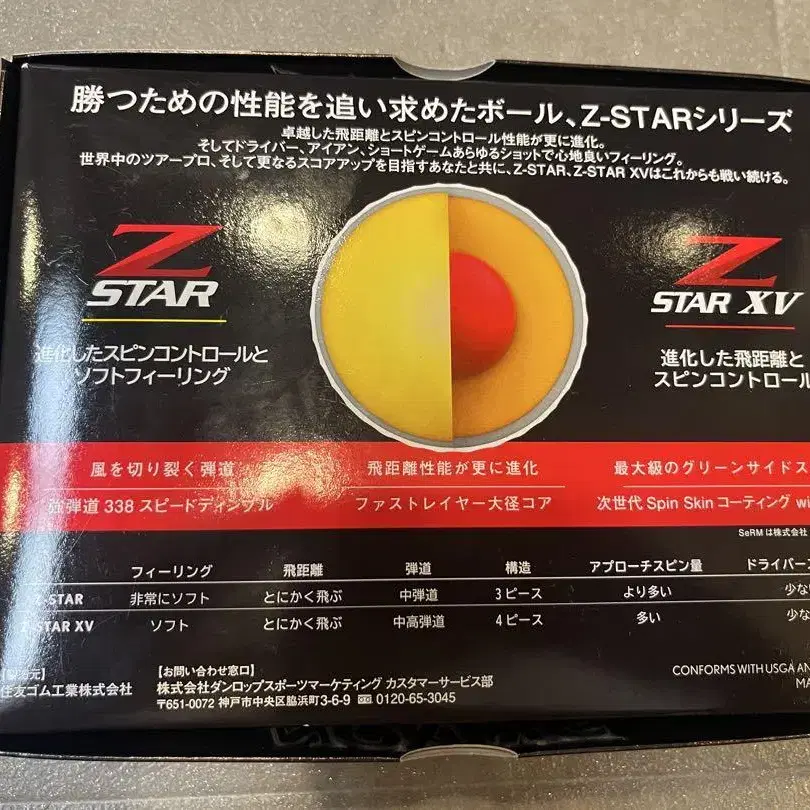 勝つための性能を追い求めたボール、Z-STARシリーズ
卓越した飛距離とスピンコントロール性能が更に進化。
そしてドライバー、アイアン、ショートゲームあらゆるショットで心地良いフィーリング。
世界中のツアープロ、そして更なるスコアアップを目指すあなたと共に、Z-STAR、Z-STAR XVはこれからも戦い続ける。
Z
STAR
進化したスピンコントロールと
ソフトフィーリング
Z
STAR XV
進化した飛距離と
スピンコントロール
風を切り裂く弾道
飛距離性能が更に進化
最大級のグリーンサイドス
強弾道 338 スピードディンプル
ファストレイヤー大径コア
次世代 Spin Skin コーティング wi
SeRM は株式会社
フィーリング 飛距離 弾道 構造 アプローチスピン量 ドライバース
Z-STAR 非常にソフト とにかく飛ぶ 中弾道 3ピース より多い 少な
Z-STAR XV ソフト とにかく飛ぶ 中高弾道 4ピース 多い 少な
【製造元】
住友ゴム工業株式会社
【お問い合わせ窓口】
株式会社ダンロップスポーツマーケティング カスタマーサービス部
〒651-0072 神戸市中央区脇浜町3-6-9 0120-65-3045
CONFORMS WITH USGA AN
MA